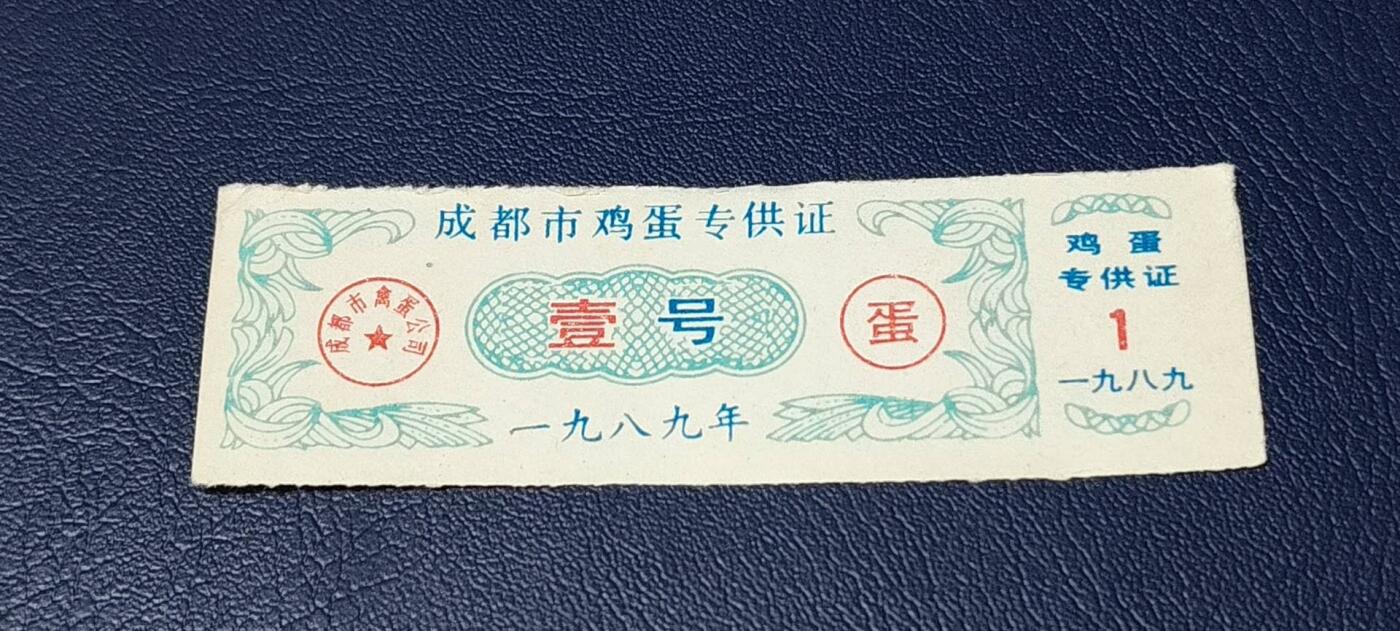 成都市鸡蛋专供证
成都市禽蛋公司
壹号
蛋
一九八九年
鸡蛋
专供证
1
一九八九